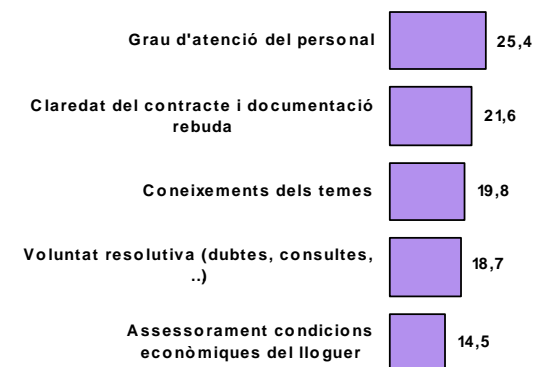 Grau d'atenció del personal
25,4
Claredat del contracte i documentació
rebuda
21,6
Coneixements dels temes
19,8
Voluntat resolutiva (dubtes, consultes,
..)
18,7
Assessorament condicions
econòmiques del lloguer
14,5